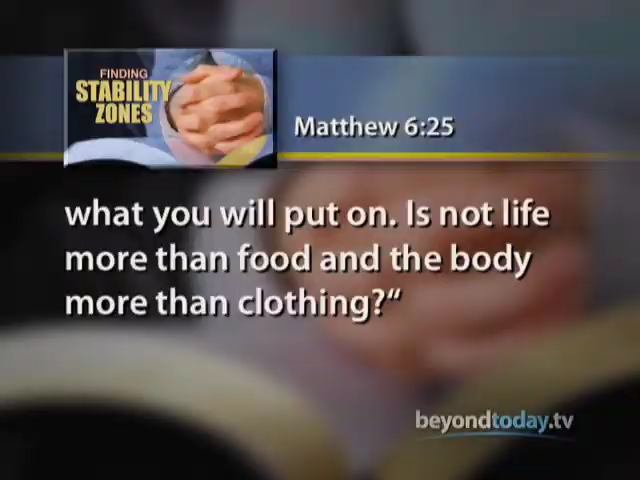 FINDING
STABILITY
ZONES
Matthew 6:25
what you will put on. Is not life
more than food and the body
more than clothing?“
beyondtoday.tv